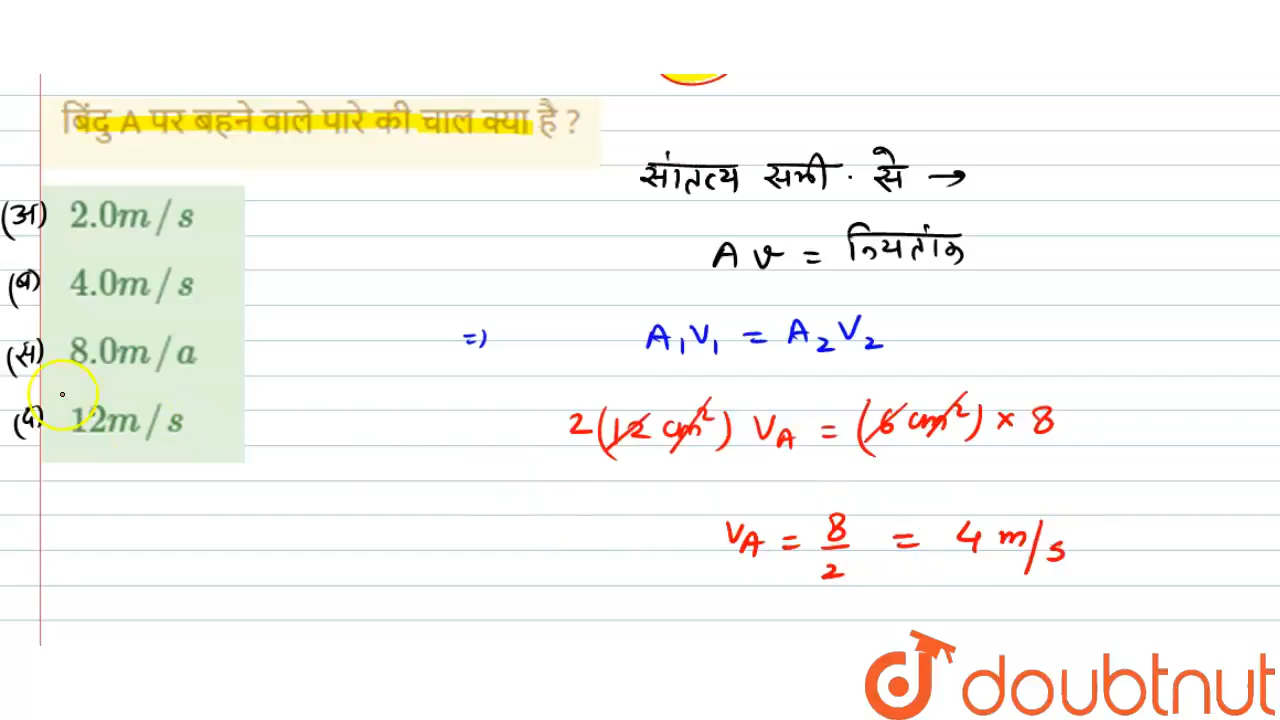 बिंदु A पर बहने वाले पारे की चाल क्या है ?
(अ) 2.0m/s
(ब) 4.0m/s
(स) 8.0m/a
(द) 12m/s
सांतत्य समी. से →
A v = नियतांक
=> A₁V₁ = A₂V₂
2 (12 cm²) V_A = (6 cm²) × 8
V_A = 8/2 = 4 m/s
doubtnut